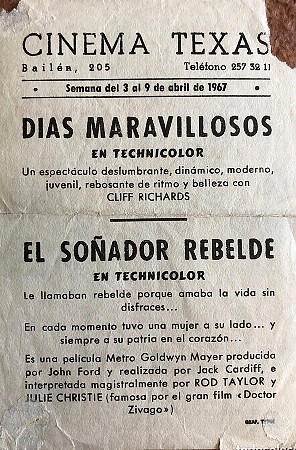 CINEMA TEXAS
Bailén, 205 Teléfono 257 32 11
• Semana del 3 al 9 de abril de 1967 •
DIAS MARAVILLOSOS
EN TECHNICOLOR
Un espectáculo deslumbrante, dinámico, moderno,
juvenil, rebosante de ritmo y belleza con
CLIFF RICHARDS
EL SOÑADOR REBELDE
EN TECHNICOLOR
Le llamaban rebelde porque amaba la vida sin
disfraces...
En cada momento tuvo una mujer a su lado... y
siempre a su patria en el corazón...
Es una película Metro Goldwyn Mayer producida
por John Ford y realizada por Jack Cardiff, e
interpretada magistralmente por ROD TAYLOR y
JULIE CHRISTIE (famosa por el gran film «Doctor
Zivago»)
GRAF.